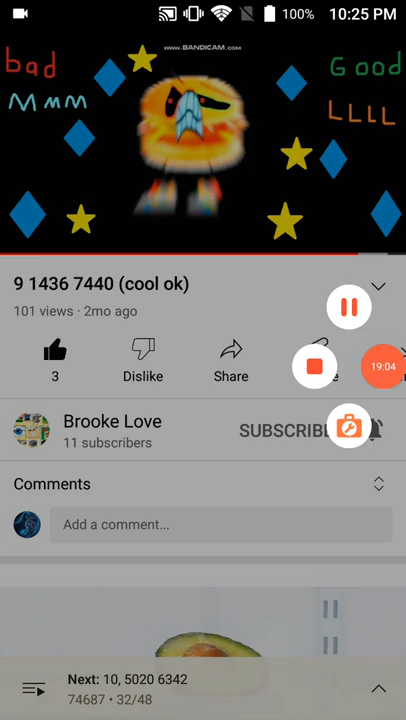 100% 10:25 PM
www.BANDICAM.com
bad
Good
Mmm
LLLL
9 1436 7440 (cool ok)
101 views · 2mo ago
3
Dislike
Share
19:04
Brooke Love
11 subscribers
SUBSCRIBE
Comments
Add a comment...
Next: 10, 5020 6342
74687 • 32/48